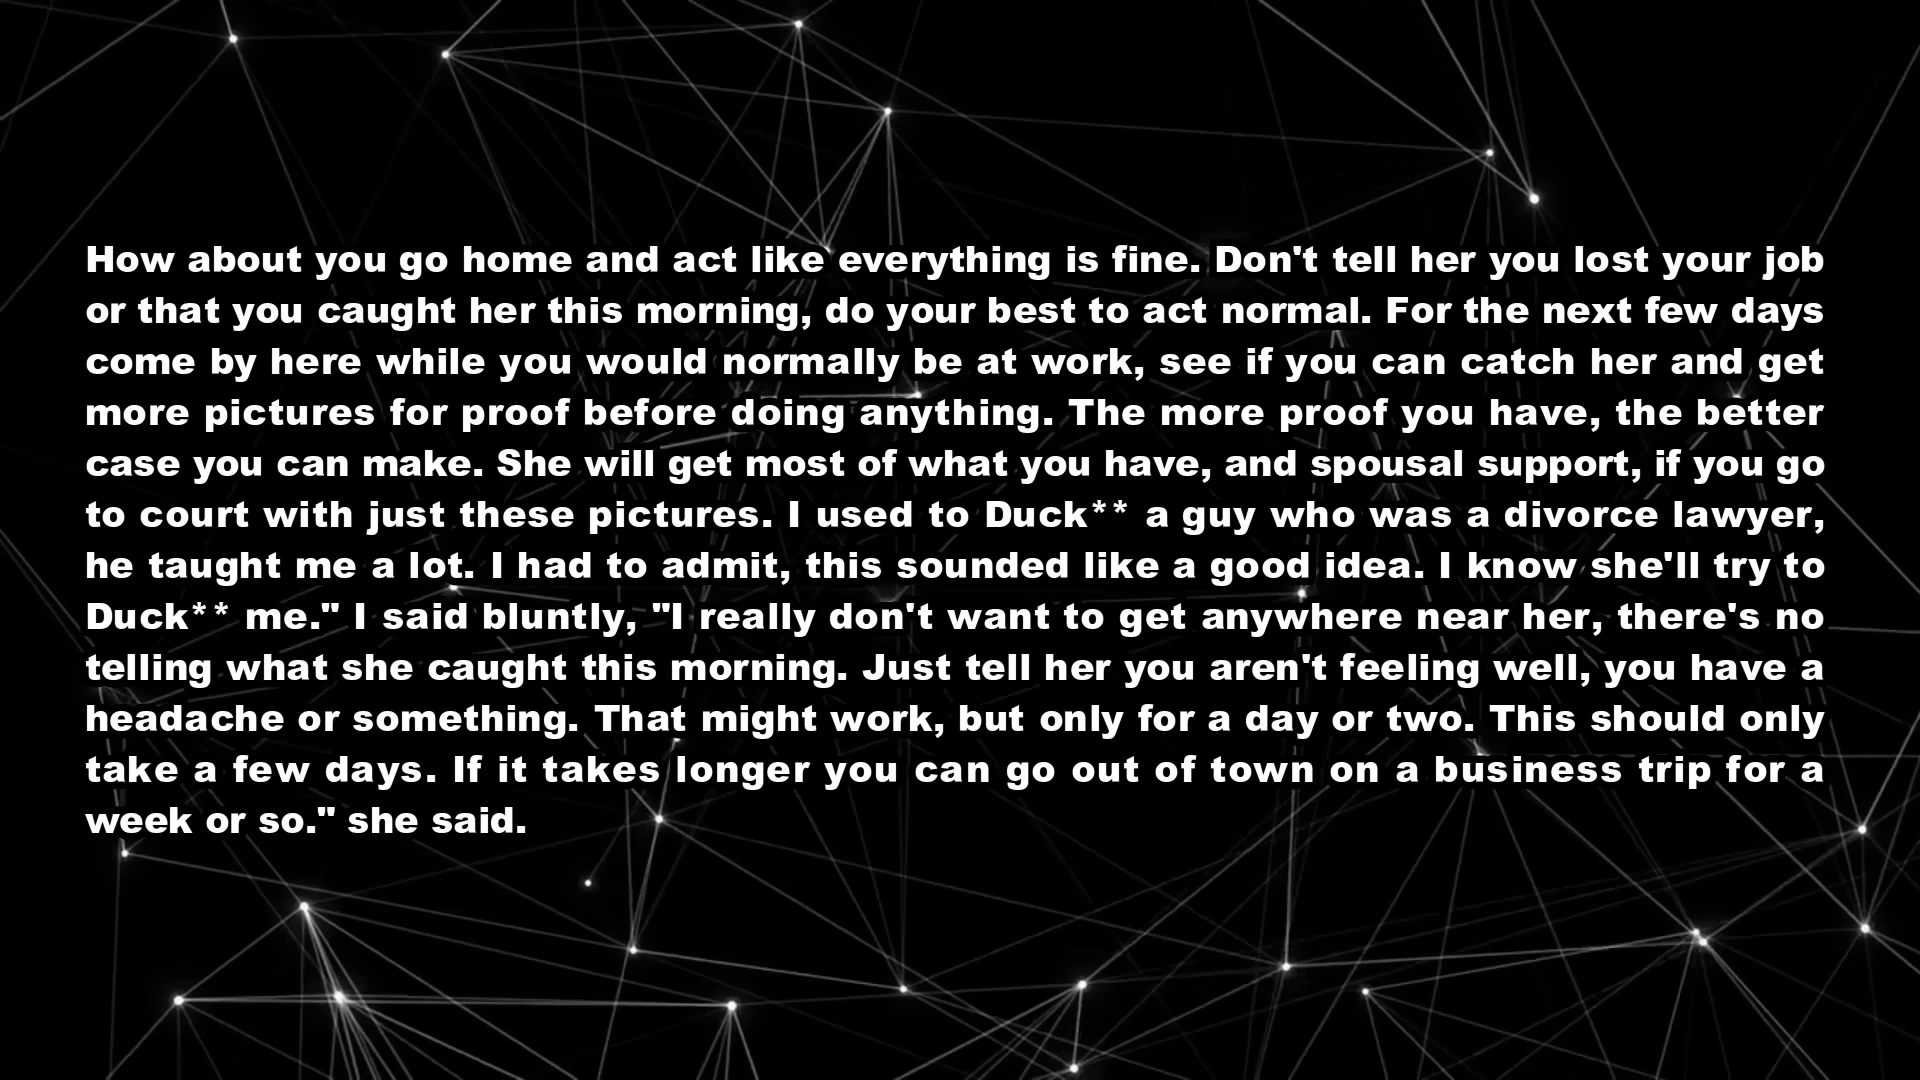 How about you go home and act like everything is fine. Don't tell her you lost your job
or that you caught her this morning, do your best to act normal. For the next few days
come by here while you would normally be at work, see if you can catch her and get
more pictures for proof before doing anything. The more proof you have, the better
case you can make. She will get most of what you have, and spousal support, if you go
to court with just these pictures. I used to Duck** a guy who was a divorce lawyer,
he taught me a lot. I had to admit, this sounded like a good idea. I know she'll try to
Duck** me." I said bluntly, "I really don't want to get anywhere near her, there's no
telling what she caught this morning. Just tell her you aren't feeling well, you have a
headache or something. That might work, but only for a day or two. This should only
take a few days. If it takes longer you can go out of town on a business trip for a
week or so." she said.